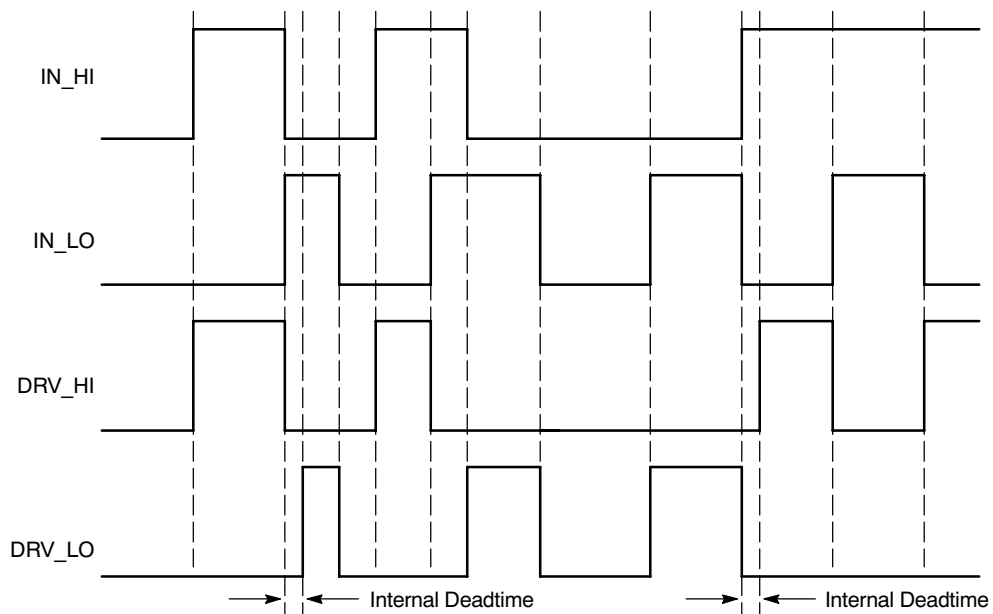 IN_HI
IN_LO
DRV_HI
DRV_LO
Internal Deadtime
Internal Deadtime